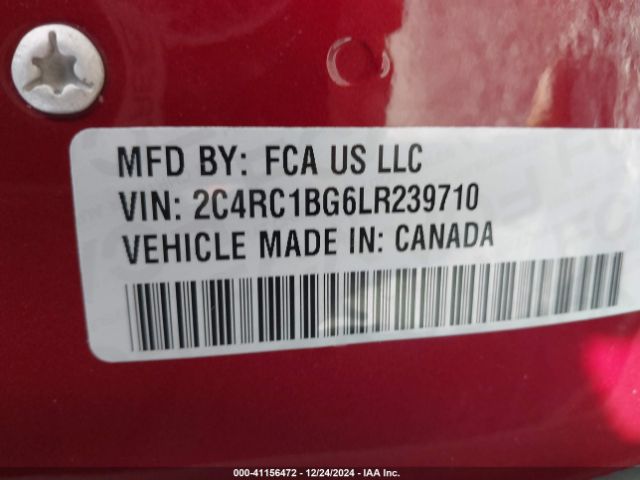 MFD BY: FCA US LLC
VIN: 2C4RC1BG6LR239710
VEHICLE MADE IN: CANADA
000-41156472 - 12/24/2024 - IAA Inc.